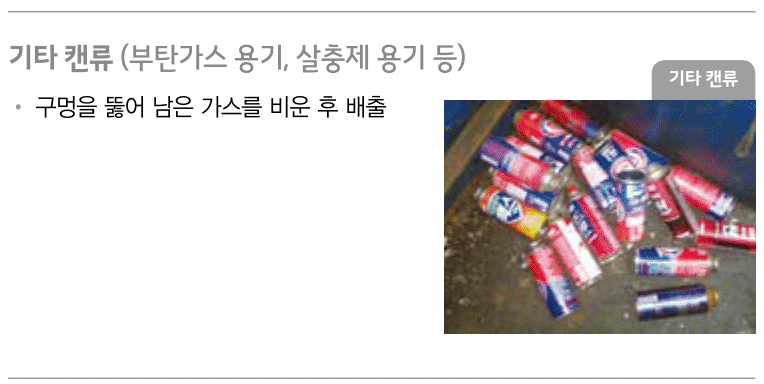 기타 캔류 (부탄가스 용기, 살충제 용기 등)
• 구멍을 뚫어 남은 가스를 비운 후 배출
기타 캔류